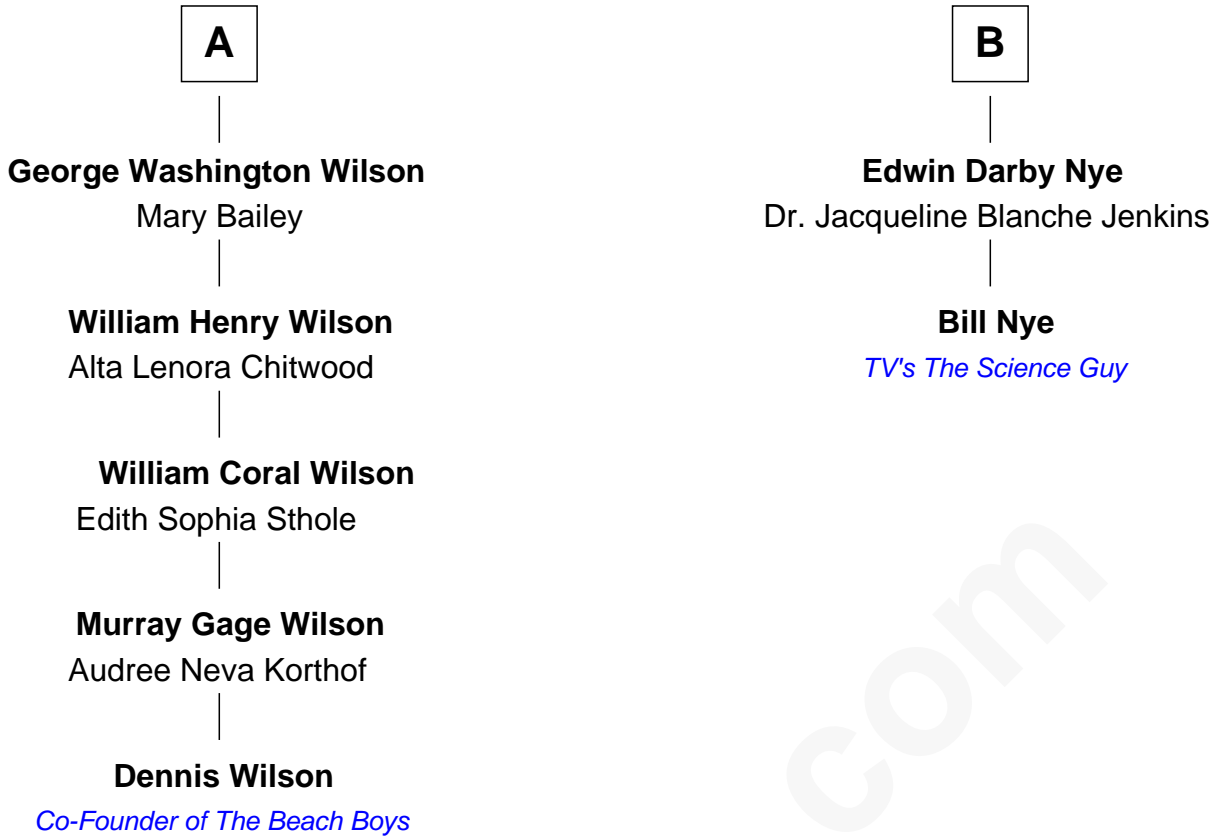 A
George Washington Wilson
Mary Bailey
William Henry Wilson
Alta Lenora Chitwood
William Coral Wilson
Edith Sophia Sthole
Murray Gage Wilson
Audree Neva Korthof
Dennis Wilson
Co-Founder of The Beach Boys
B
Edwin Darby Nye
Dr. Jacqueline Blanche Jenkins
Bill Nye
TV's The Science Guy
com